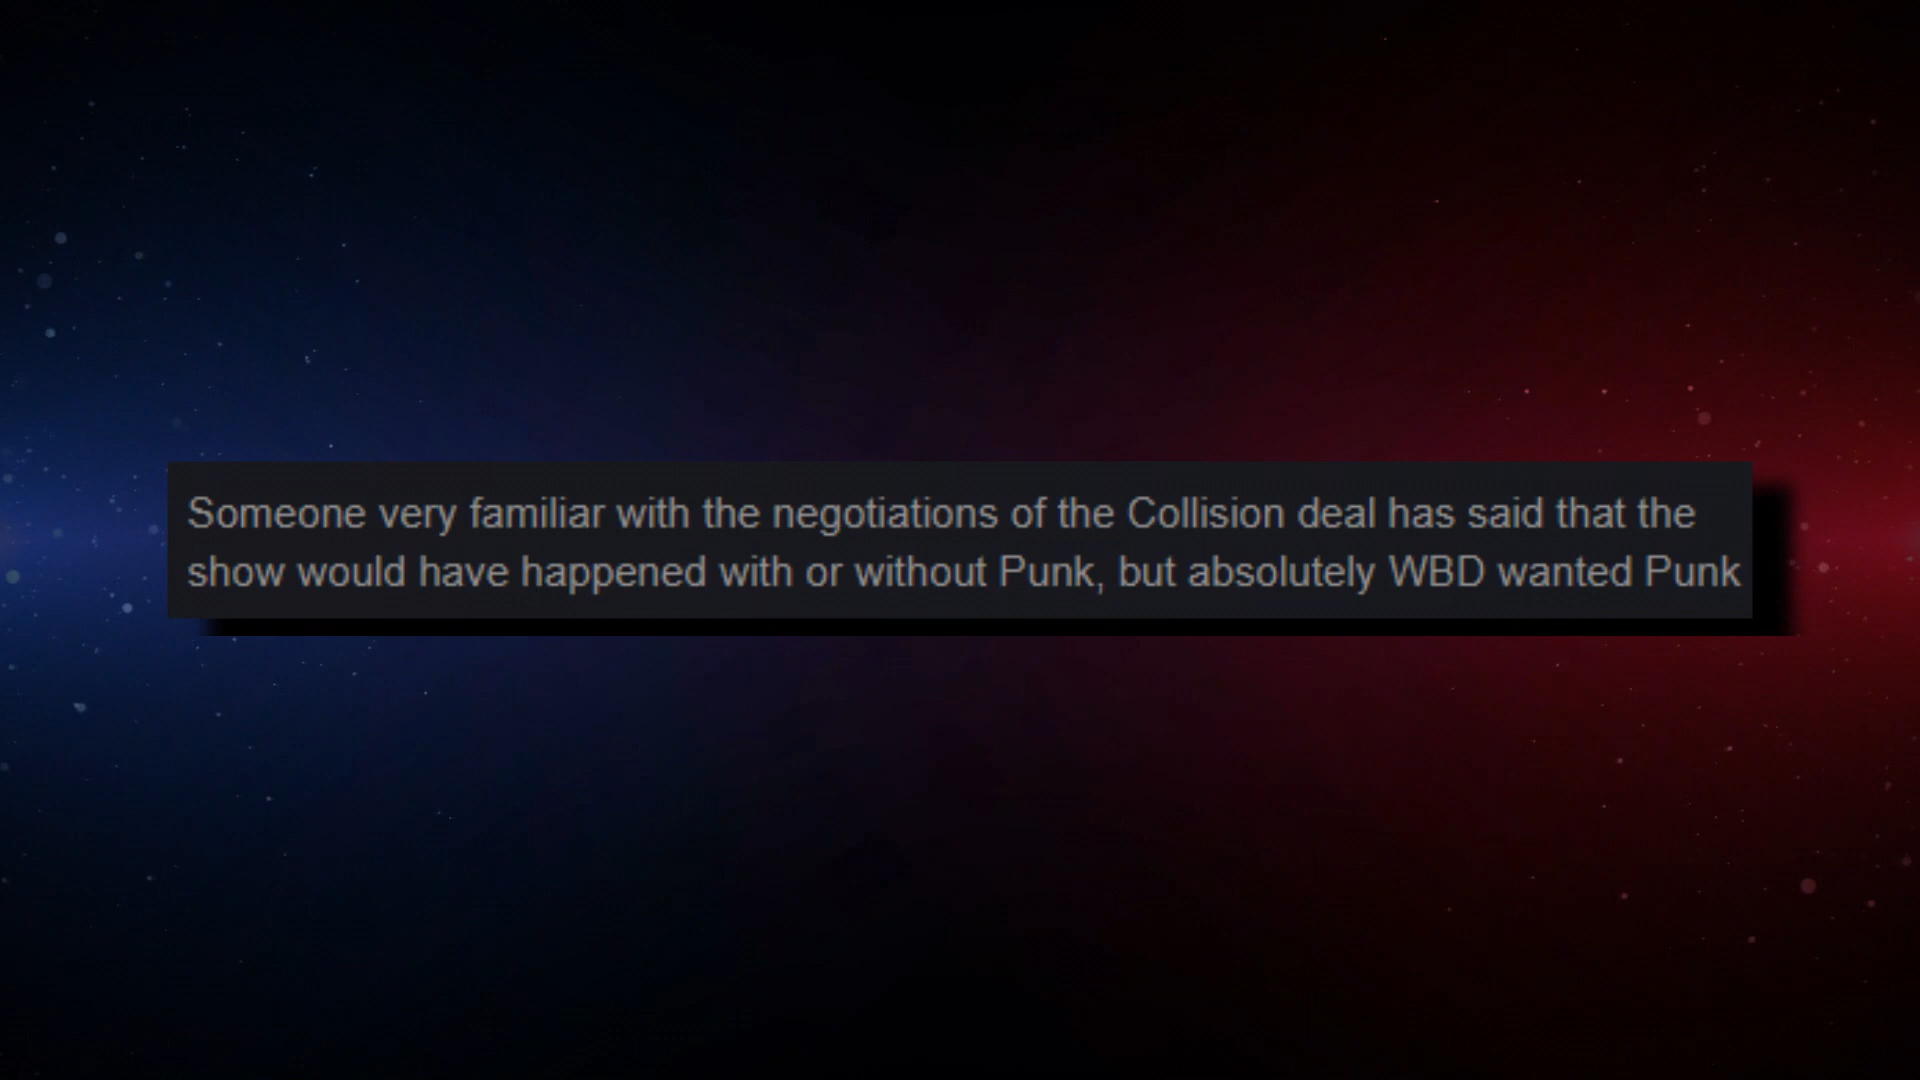 Someone very familiar with the negotiations of the Collision deal has said that the
show would have happened with or without Punk, but absolutely WBD wanted Punk